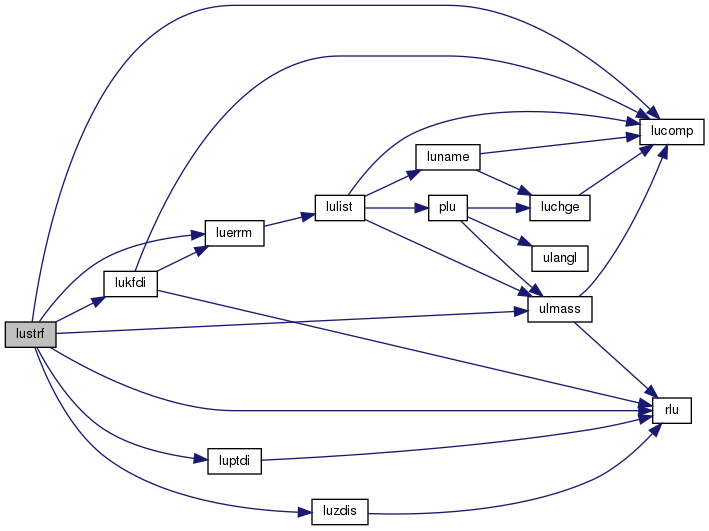 lucomp
luname
lulist
plu
luchge
luerrm
ulangl
lukfdi
ulmass
lustrf
rlu
luptdi
luzdis